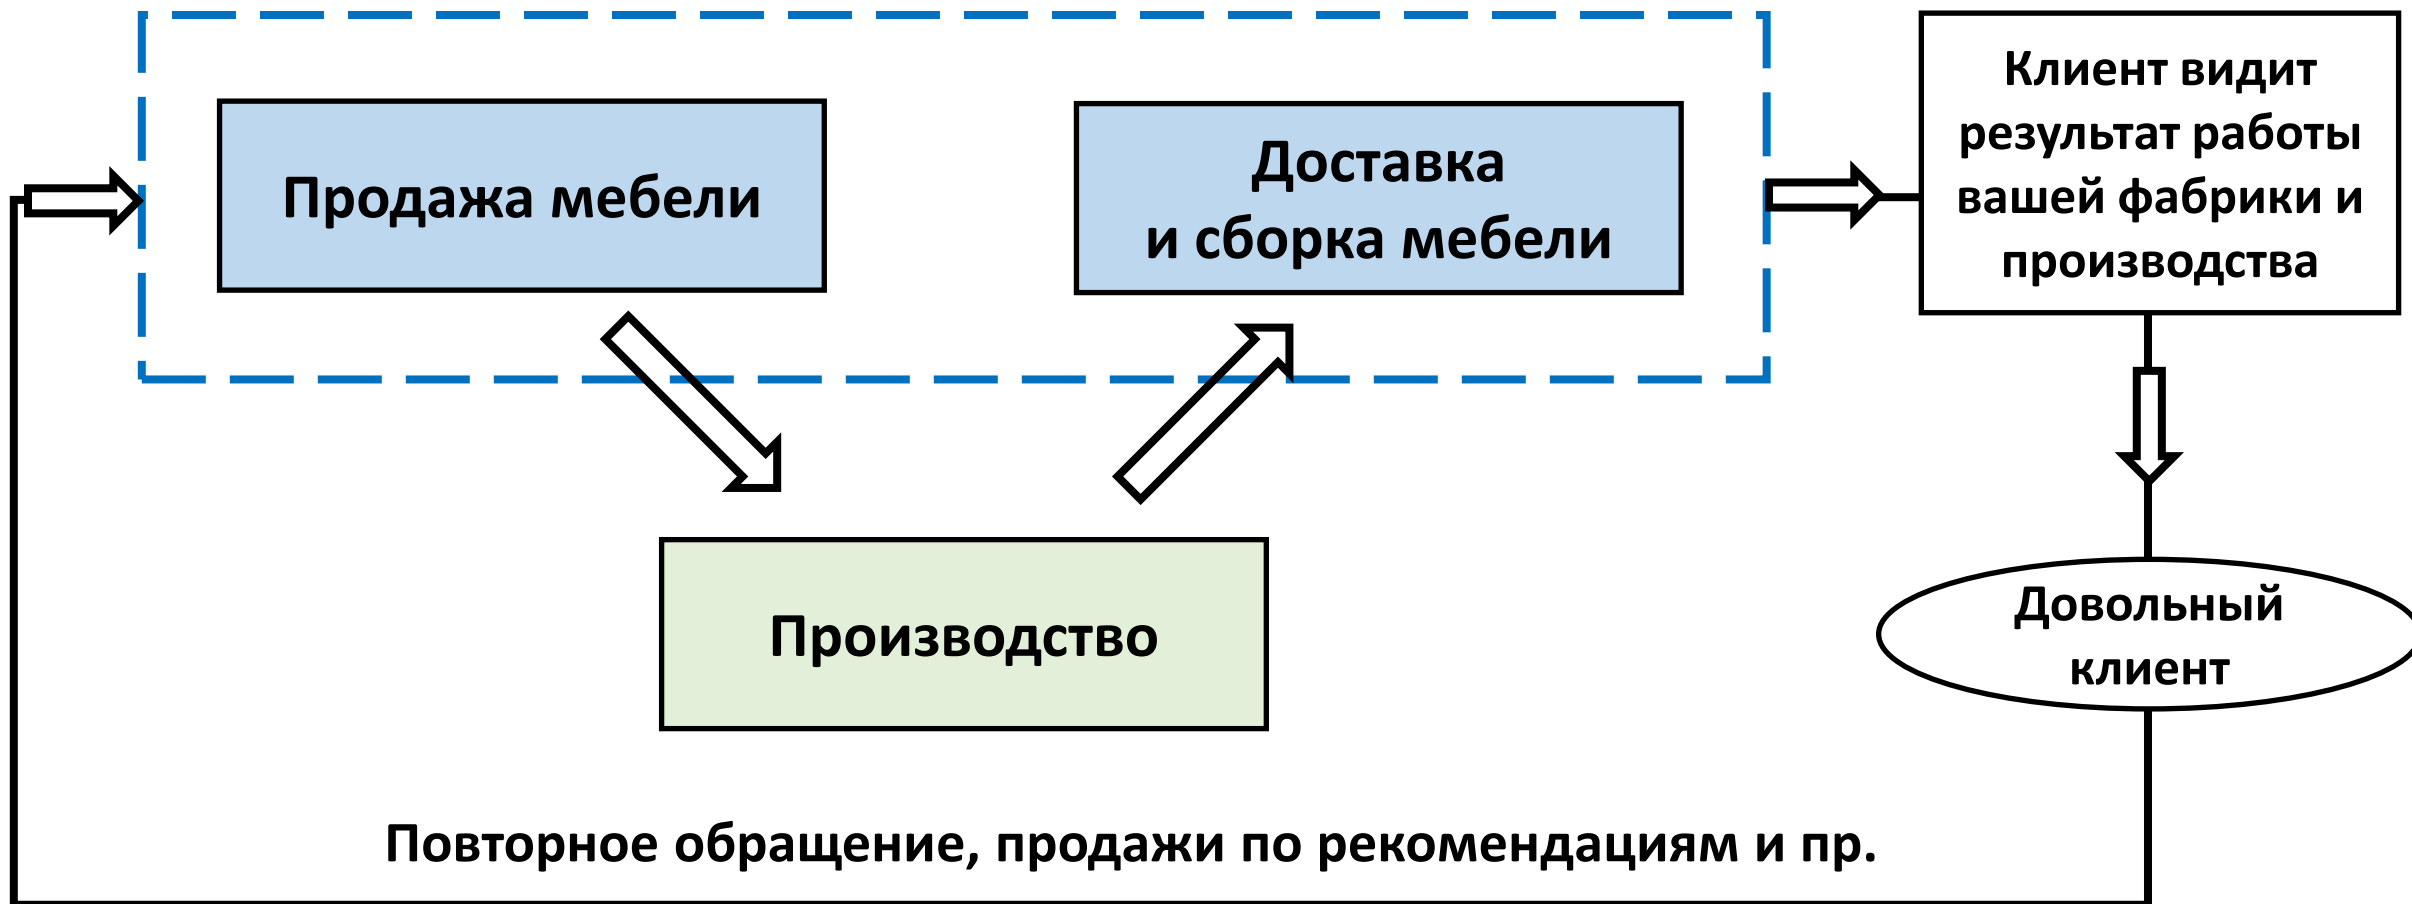 Продажа мебели
Доставка
и сборка мебели
Клиент видит
результат работы
вашей фабрики и
производства
Производство
Довольный
клиент
Повторное обращение, продажи по рекомендациям и пр.